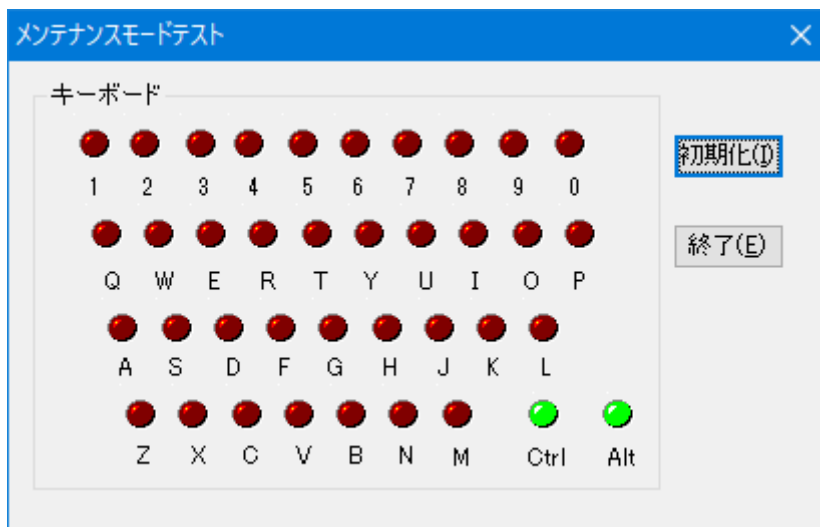 メンテナンスモードテスト
キーボード
1 2 3 4 5 6 7 8 9 0
初期化(I)
Q W E R T Y U I O P
終了(E)
A S D F G H J K L
Z X C V B N M Ctrl Alt